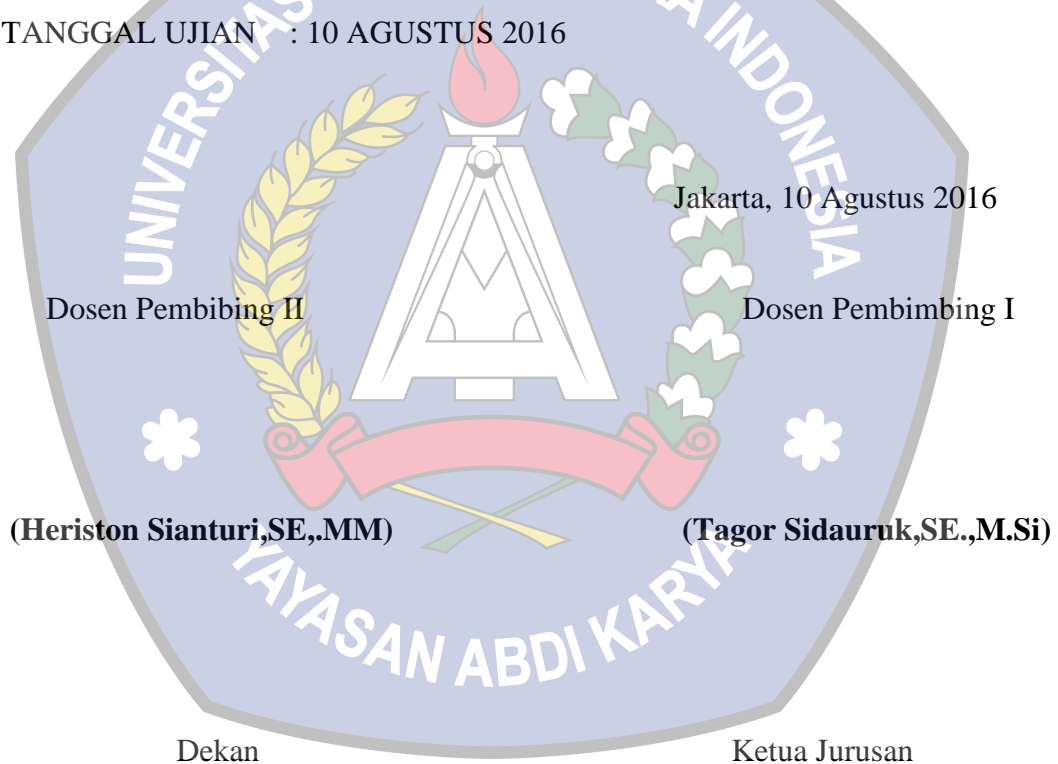 TANGGAL UJIAN : 10 AGUSTUS 2016
UNIVERSITAS INDONESIA
Jakarta, 10 Agustus 2016
Dosen Pembibing II Dosen Pembimbing I
(Heriston Sianturi,SE,.MM) (Tagor Sidauruk,SE.,M.Si)
YAYASAN ABDI KARYA
Dekan Ketua Jurusan